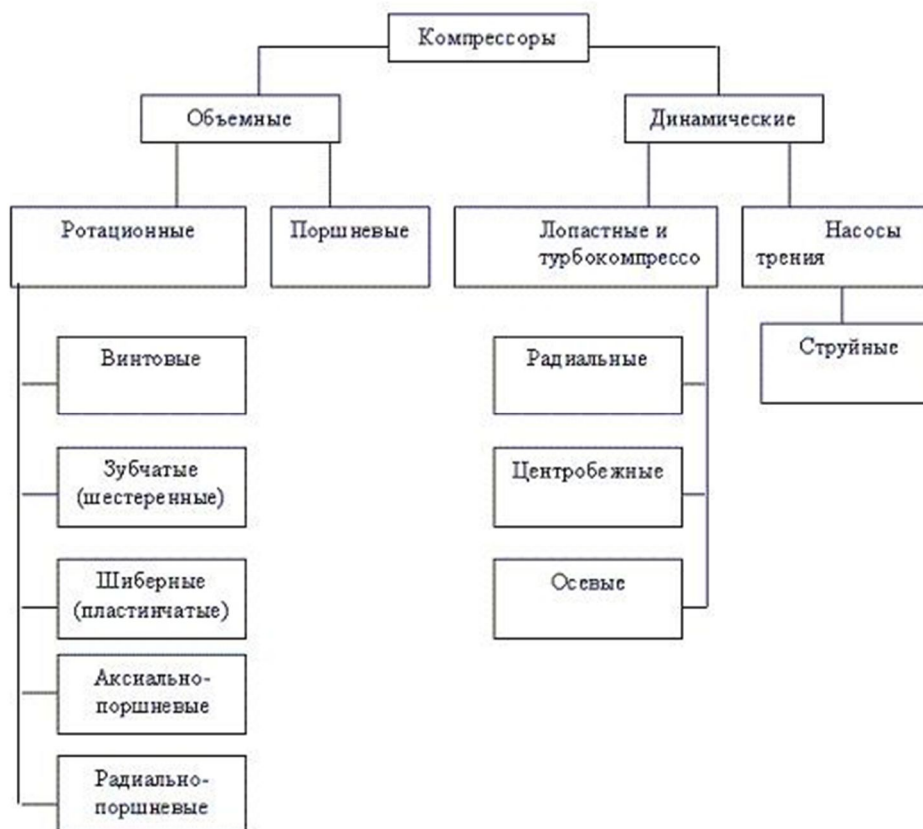 Компрессоры
Объемные
Динамические
Ротационные
Поршневые
Лопастные и
турбокомпрессо
Насосы
трения
Винтовые
Радиальные
Струйные
Зубчатые
(шестеренные)
Центробежные
Шиберные
(пластинчатые)
Осевые
Аксиально-
поршневые
Радиально-
поршневые